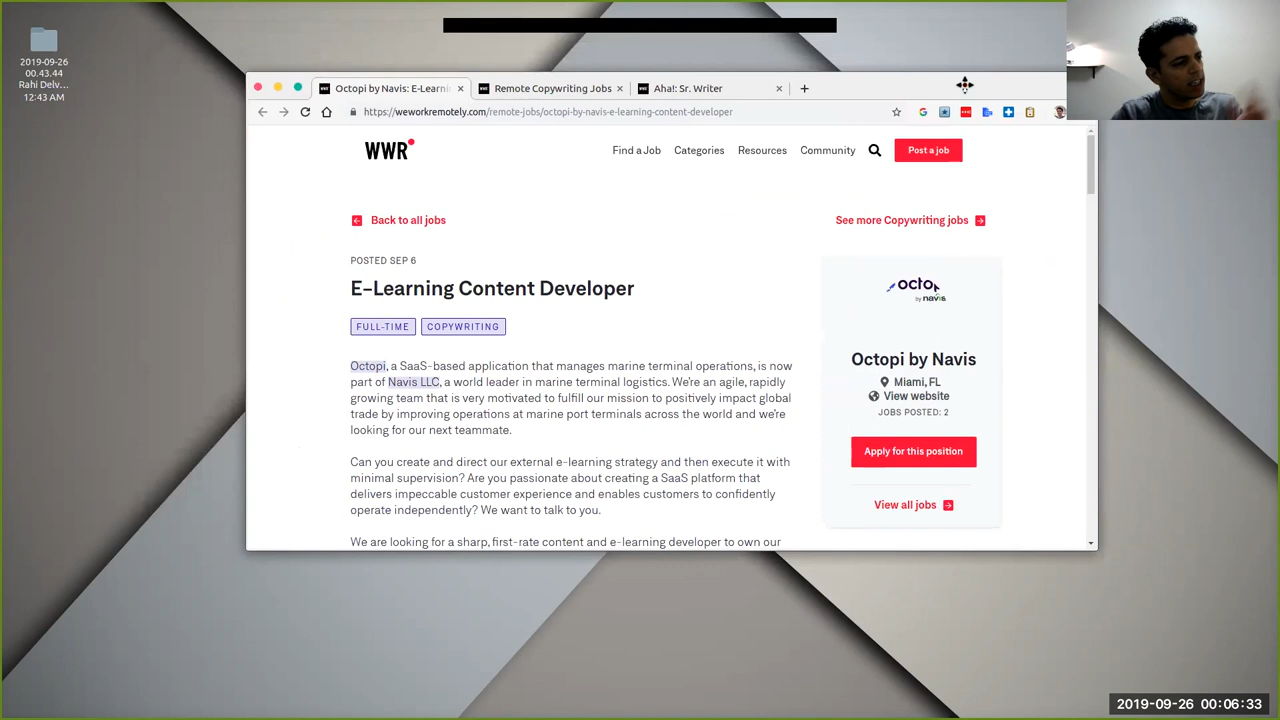 2019-09-26
00.43.44
Rahi Delv...
12:43 AM
Octopi by Navis: E-Learni
Remote Copywriting Jobs
Aha!: Sr. Writer
https://weworkremotely.com/remote-jobs/octopi-by-navis-e-learning-content-developer
WWR
Find a Job
Categories
Resources
Community
Post a job
Back to all jobs
See more Copywriting jobs
POSTED SEP 6
E-Learning Content Developer
FULL-TIME
COPYWRITING
Octopi, a SaaS-based application that manages marine terminal operations, is now
part of Navis LLC, a world leader in marine terminal logistics. We're an agile, rapidly
growing team that is very motivated to fulfill our mission to positively impact global
trade by improving operations at marine port terminals across the world and we're
looking for our next teammate.
Can you create and direct our external e-learning strategy and then execute it with
minimal supervision? Are you passionate about creating a SaaS platform that
delivers impeccable customer experience and enables customers to confidently
operate independently? We want to talk to you.
We are looking for a sharp, first-rate content and e-learning developer to own our
by navis
Octopi by Navis
Miami, FL
View website
JOBS POSTED: 2
Apply for this position
View all jobs
2019-09-26 00:06:33